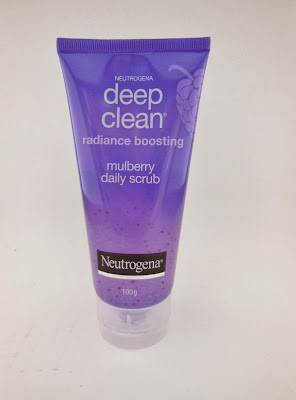 NEUTROGENA
deep
clean®
radiance boosting
mulberry
daily scrub
Neutrogena®
100g